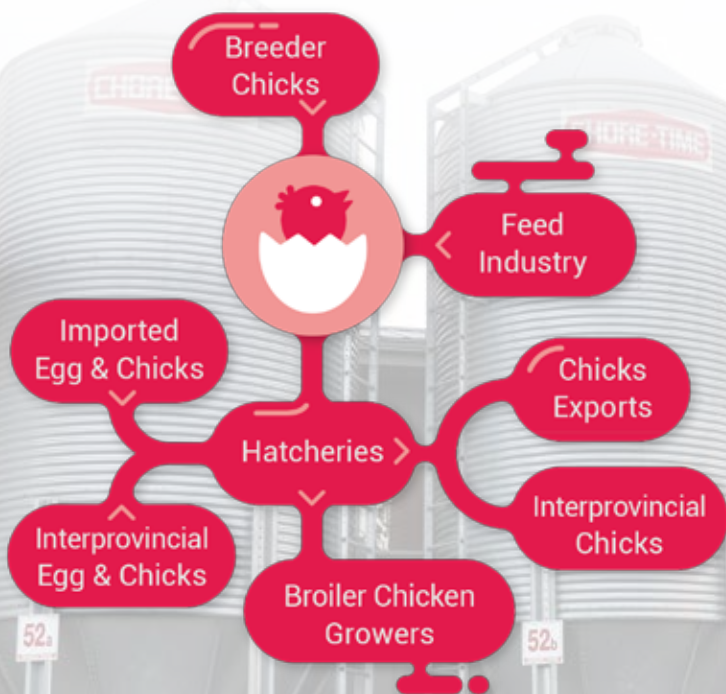 Breeder
Chicks
CHORE-TIME
Feed
Industry
Imported
Egg & Chicks
Chicks
Exports
Hatcheries
Interprovincial
Egg & Chicks
Interprovincial
Chicks
Broiler Chicken
Growers
52a
52b